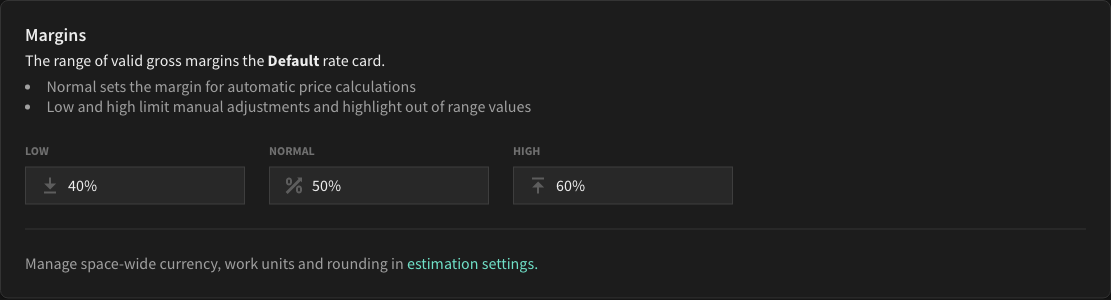 Margins
The range of valid gross margins the Default rate card.
• Normal sets the margin for automatic price calculations
• Low and high limit manual adjustments and highlight out of range values
LOW NORMAL HIGH
40% 50% 60%
Manage space-wide currency, work units and rounding in estimation settings.